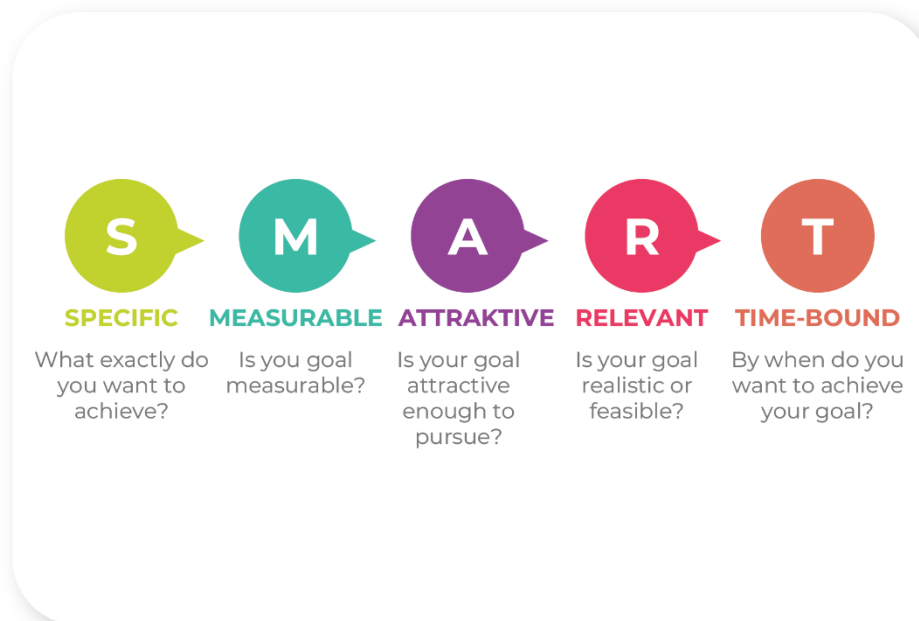 S
M
A
R
T
SPECIFIC
MEASURABLE
ATTRAKTIVE
RELEVANT
TIME-BOUND
What exactly do
you want to
achieve?
Is you goal
measurable?
Is your goal
attractive
enough to
pursue?
Is your goal
realistic or
feasible?
By when do you
want to achieve
your goal?